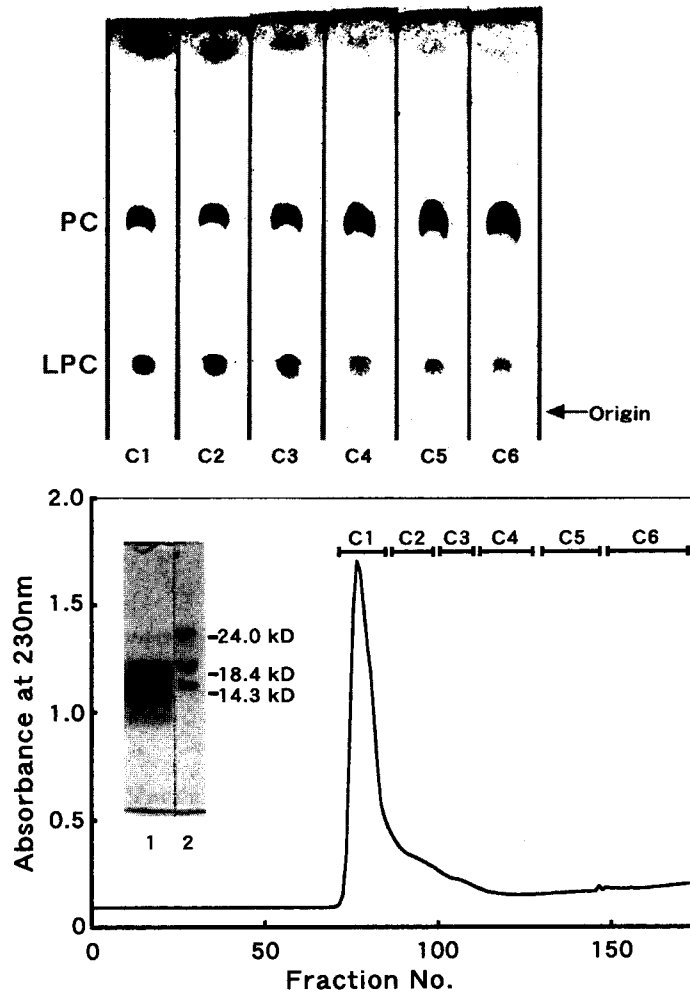 PC
LPC
Origin
C1 C2 C3 C4 C5 C6
2.0
1.5
1.0
0.5
0
Absorbance at 230nm
C1 C2 C3 C4 C5 C6
-24.0 kD
-18.4 kD
-14.3 kD
1 2
0 50 100 150
Fraction No.